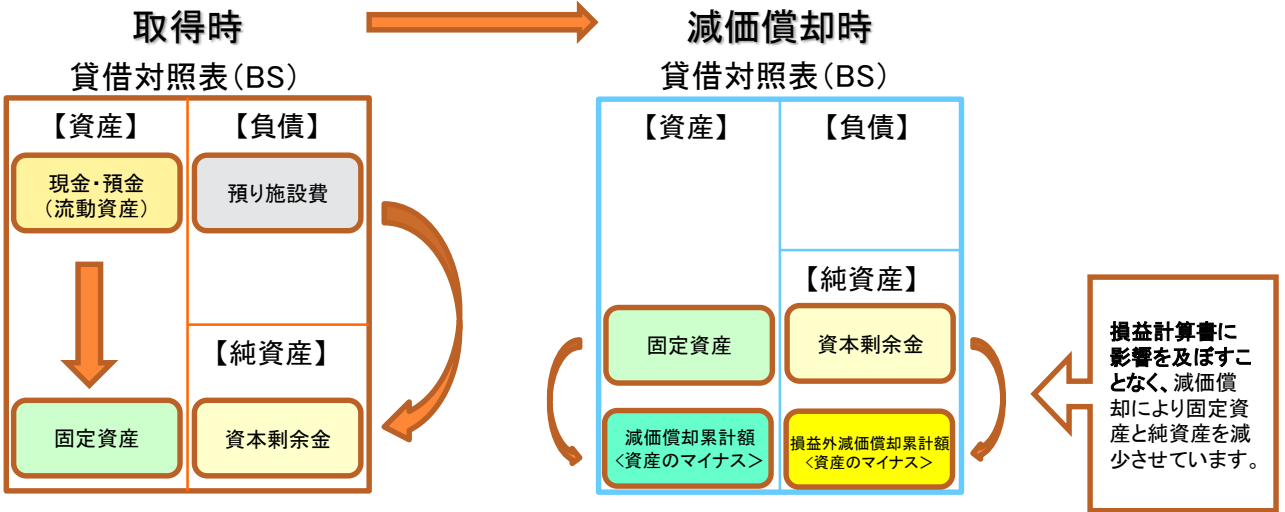 取得時
貸借対照表(BS)
【資産】
【負債】
現金・預金
(流動資産)
預り施設費
【純資産】
固定資産
資本剰余金
減価償却時
貸借対照表(BS)
【資産】
【負債】
【純資産】
固定資産
資本剰余金
減価償却累計額
<資産のマイナス>
損益外減価償却累計額
<資産のマイナス>
損益計算書に
影響を及ぼすこ
となく、減価償
却により固定資
産と純資産を減
少させています。